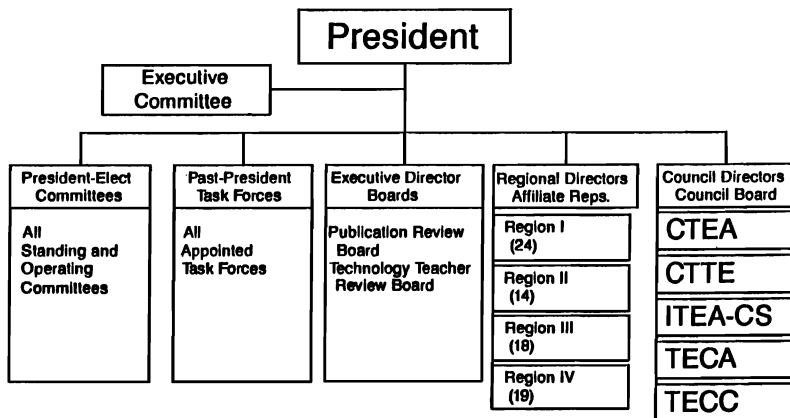 President
Executive
Committee
President-Elect
Committees
All
Standing and
Operating
Committees
Past-President
Task Forces
All
Appointed
Task Forces
Executive Director
Boards
Publication Review
Board
Technology Teacher
Review Board
Regional Directors
Affiliate Reps.
Region I
(24)
Region II
(14)
Region III
(18)
Region IV
(19)
Council Directors
Council Board
CTEA
CTTE
ITEA-CS
TECA
TECC